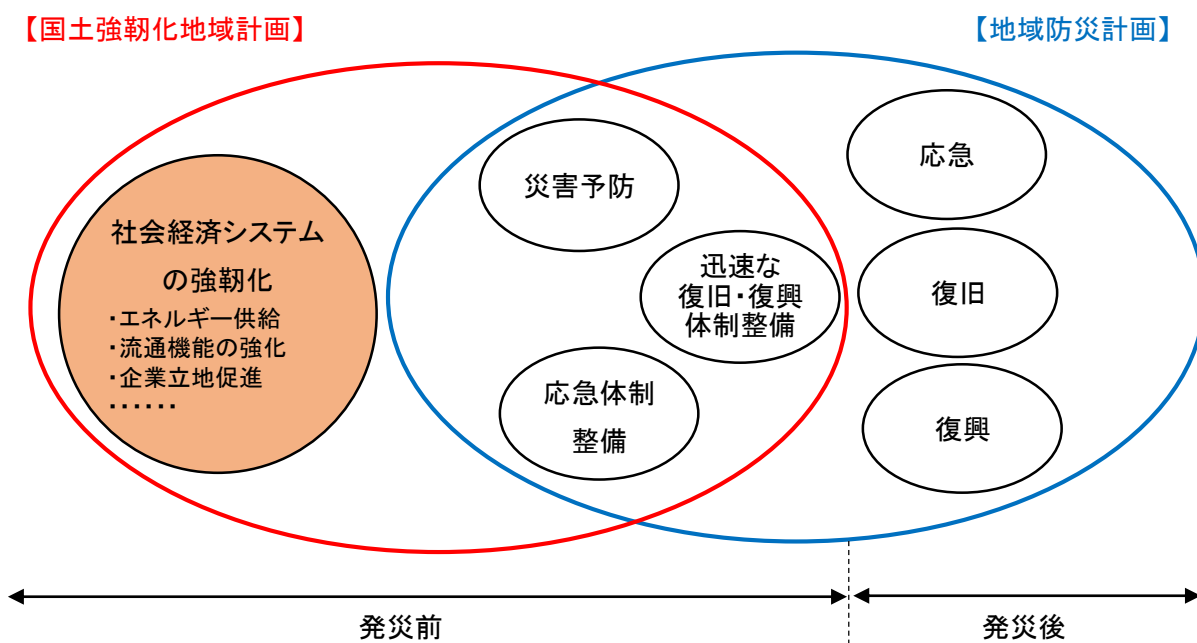 【国土強靭化地域計画】
【地域防災計画】
社会経済システム
の強靭化
・エネルギー供給
・流通機能の強化
・企業立地促進
・・・・・・
災害予防
迅速な
復旧・復興
体制整備
応急体制
整備
応急
復旧
復興
発災前
発災後